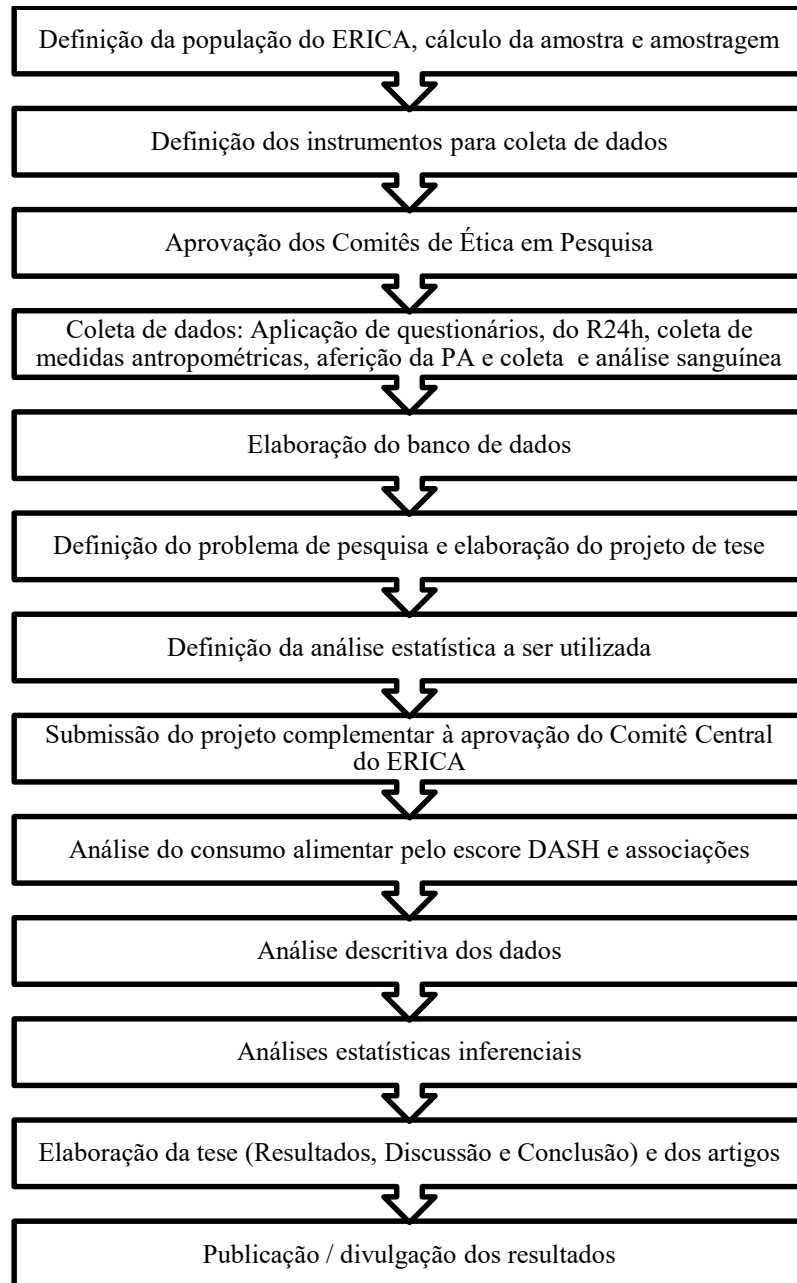 Definição da população do ERICA, cálculo da amostra e amostragem
Definição dos instrumentos para coleta de dados
Aprovação dos Comitês de Ética em Pesquisa
Coleta de dados: Aplicação de questionários, do R24h, coleta de
medidas antropométricas, aferição da PA e coleta e análise sanguínea
Elaboração do banco de dados
Definição do problema de pesquisa e elaboração do projeto de tese
Definição da análise estatística a ser utilizada
Submissão do projeto complementar à aprovação do Comitê Central
do ERICA
Análise do consumo alimentar pelo escore DASH e associações
Análise descritiva dos dados
Análises estatísticas inferenciais
Elaboração da tese (Resultados, Discussão e Conclusão) e dos artigos
Publicação / divulgação dos resultados